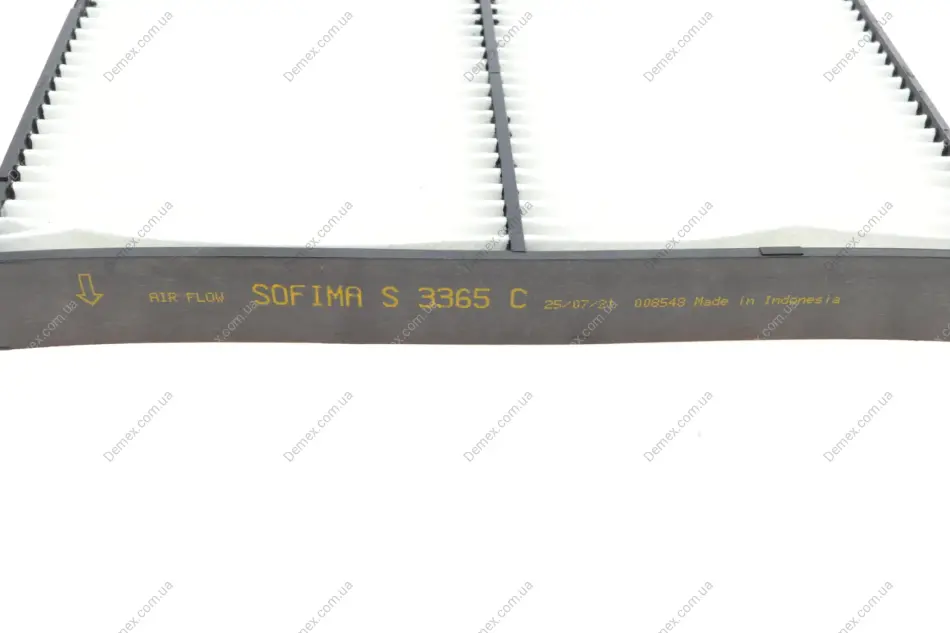 AIR FLOW SOFIMA S 3365 C 25/07/ 008548 Made in Indonesia
Demex.com.ua